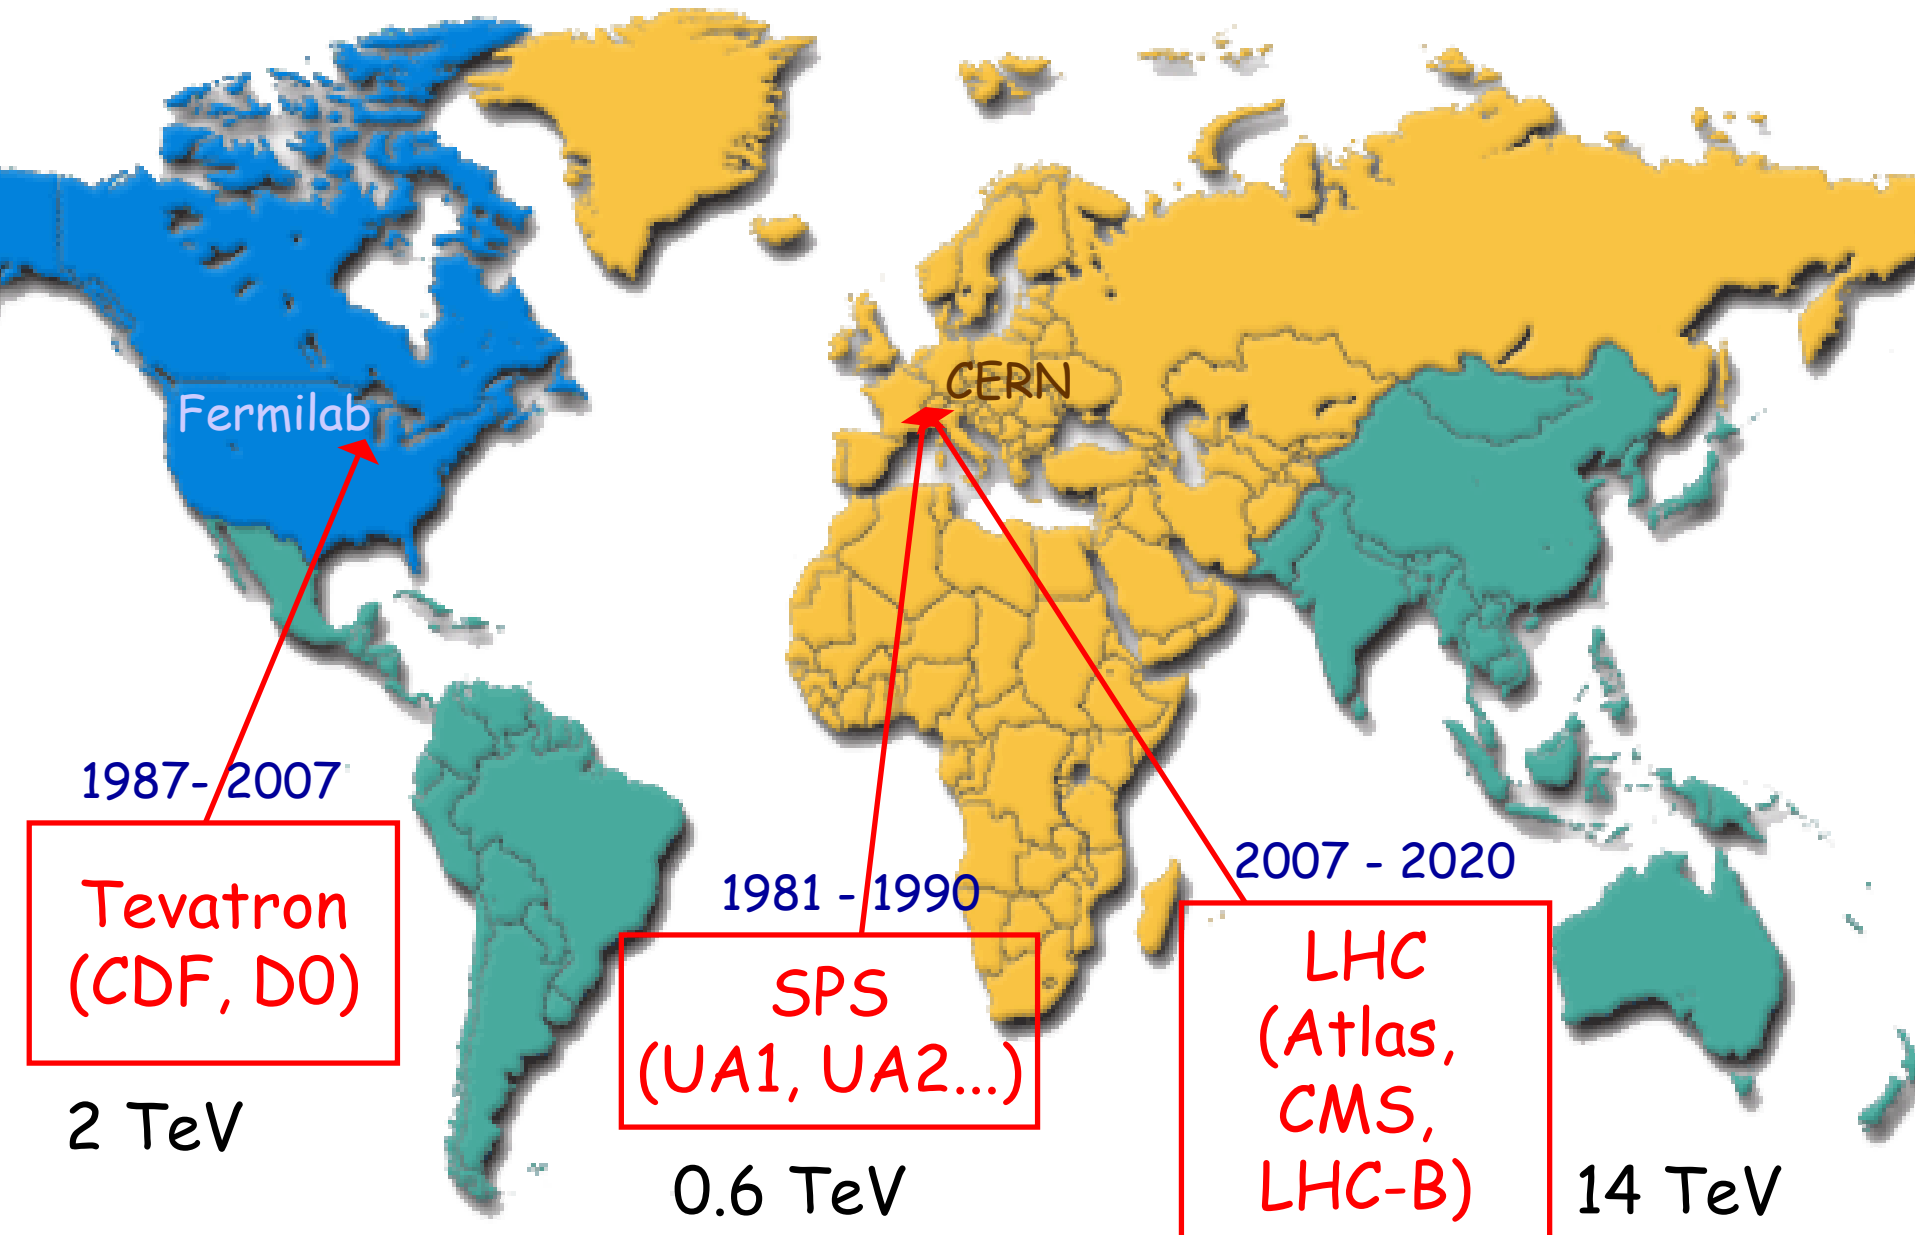 CERN
Fermilab
1987- 2007
Tevatron
(CDF, D0)
2 TeV
1981 - 1990
SPS
(UA1, UA2...)
0.6 TeV
2007 - 2020
LHC
(Atlas,
CMS,
LHC-B)
14 TeV